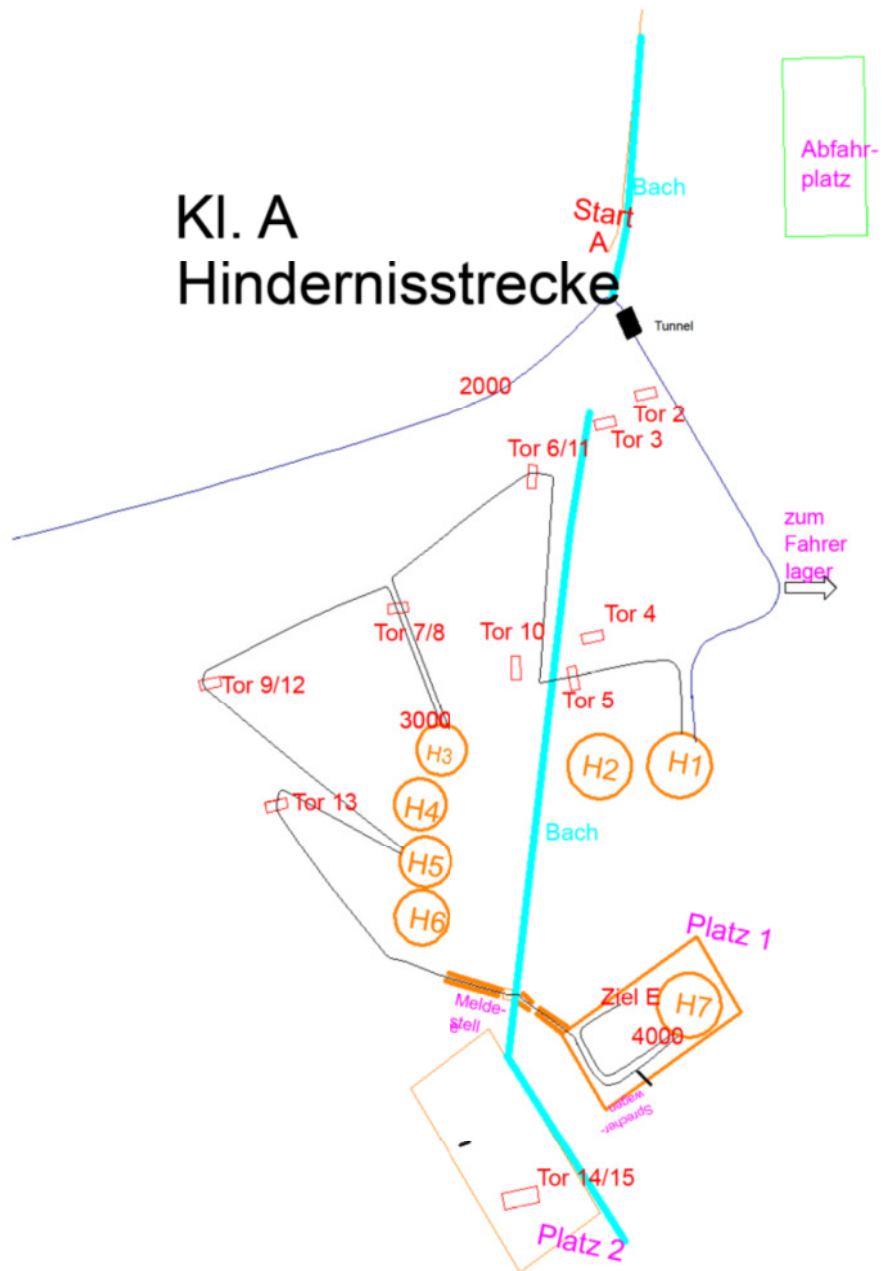 Abfahr-
platz
Bach
Start
A
Kl. A
Hindernisstrecke
Tunnel
2000
Tor 2
Tor 3
Tor 6/11
zum
Fahrer
lager
Tor 4
Tor 7/8
Tor 10
Tor 9/12
Tor 5
3000
H3
H2
H1
Tor 13
H4
Bach
H5
H6
Platz 1
Ziel E
H7
Melde-
stell
e
4000
Sprecher-
wagen
Tor 14/15
Platz 2